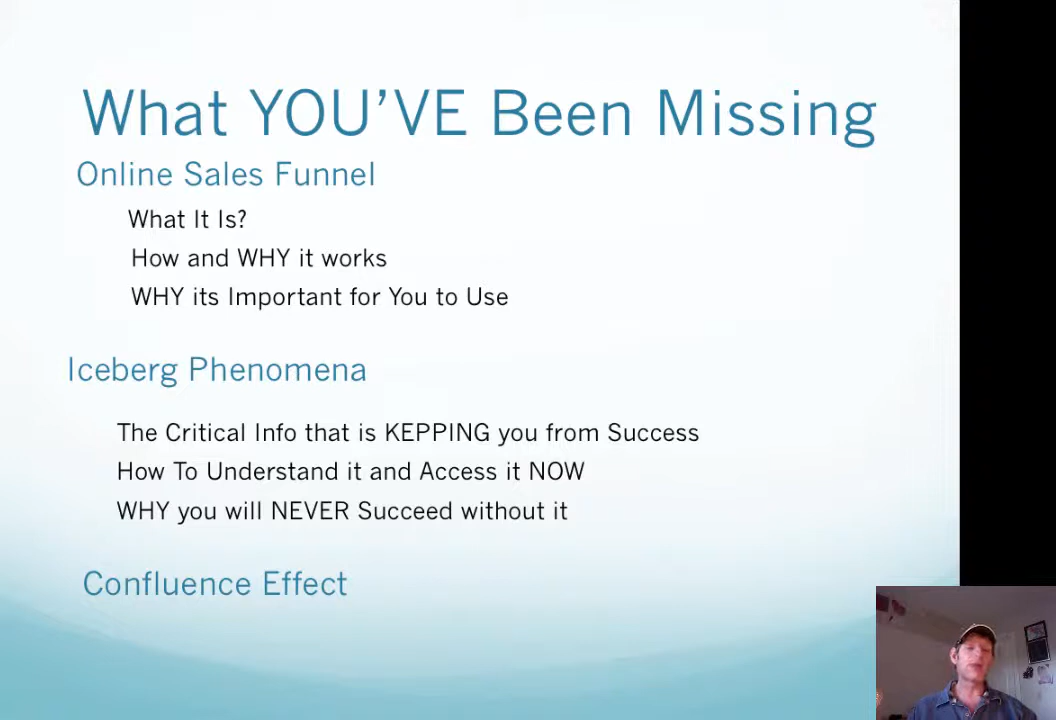 What YOU'VE Been Missing
Online Sales Funnel
What It Is?
How and WHY it works
WHY its Important for You to Use
Iceberg Phenomena
The Critical Info that is KEPPING you from Success
How To Understand it and Access it NOW
WHY you will NEVER Succeed without it
Confluence Effect